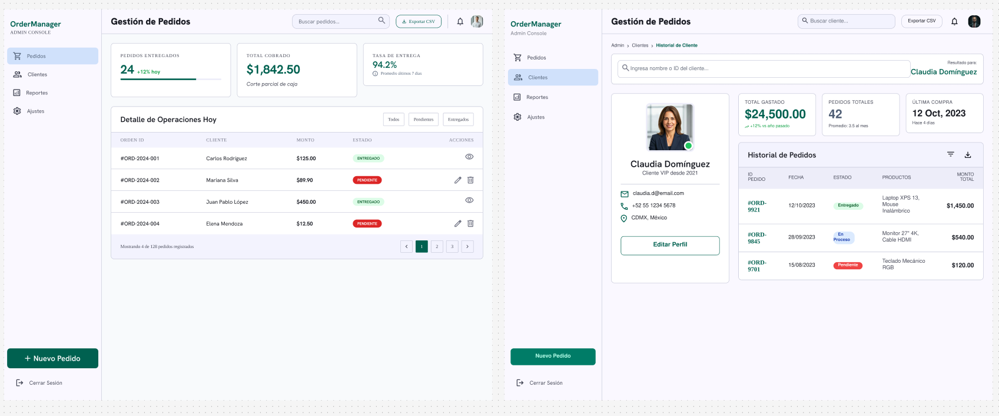 OrderManager
ADMIN CONSOLE
Pedidos
Clientes
Reportes
Ajustes
+ Nuevo Pedido
Cerrar Sesión
Gestión de Pedidos
Buscar pedidos...
Exportar CSV
PEDIDOS ENTREGADOS
24 +12% hoy
TOTAL COBRADO
$1,842.50
Corte parcial de caja
TASA DE ENTREGA
94.2%
Promedio últimos 7 días
Detalle de Operaciones Hoy
Todos
Pendientes
Entregados
ORDEN ID CLIENTE MONTO ESTADO ACCIONES
#ORD-2024-001 Carlos Rodríguez $125.00 ENTREGADO
#ORD-2024-002 Mariana Silva $89.90 PENDIENTE
#ORD-2024-003 Juan Pablo López $450.00 ENTREGADO
#ORD-2024-004 Elena Mendoza $12.50 PENDIENTE
Mostrando 4 de 128 pedidos registrados
1 2 3
OrderManager
Admin Console
Pedidos
Clientes
Reportes
Ajustes
Nuevo Pedido
Cerrar Sesión
Gestión de Pedidos
Buscar cliente...
Exportar CSV
Admin > Clientes > Historial de Cliente
Ingresa nombre o ID del cliente...
Resultado para:
Claudia Domínguez
Claudia Domínguez
Cliente VIP desde 2021
claudia.d@email.com
+52 55 1234 5678
CDMX, México
Editar Perfil
TOTAL GASTADO
$24,500.00
+12% vs año pasado
PEDIDOS TOTALES
42
Promedio: 3.5 al mes
ÚLTIMA COMPRA
12 Oct, 2023
Hace 4 días
Historial de Pedidos
ID PEDIDO FECHA ESTADO PRODUCTOS MONTO TOTAL
#ORD-9921 12/10/2023 Entregado Laptop XPS 13, Mouse Inalámbrico $1,450.00
#ORD-9845 28/09/2023 En Proceso Monitor 27" 4K, Cable HDMI $540.00
#ORD-9701 15/08/2023 Pendiente Teclado Mecánico RGB $120.00